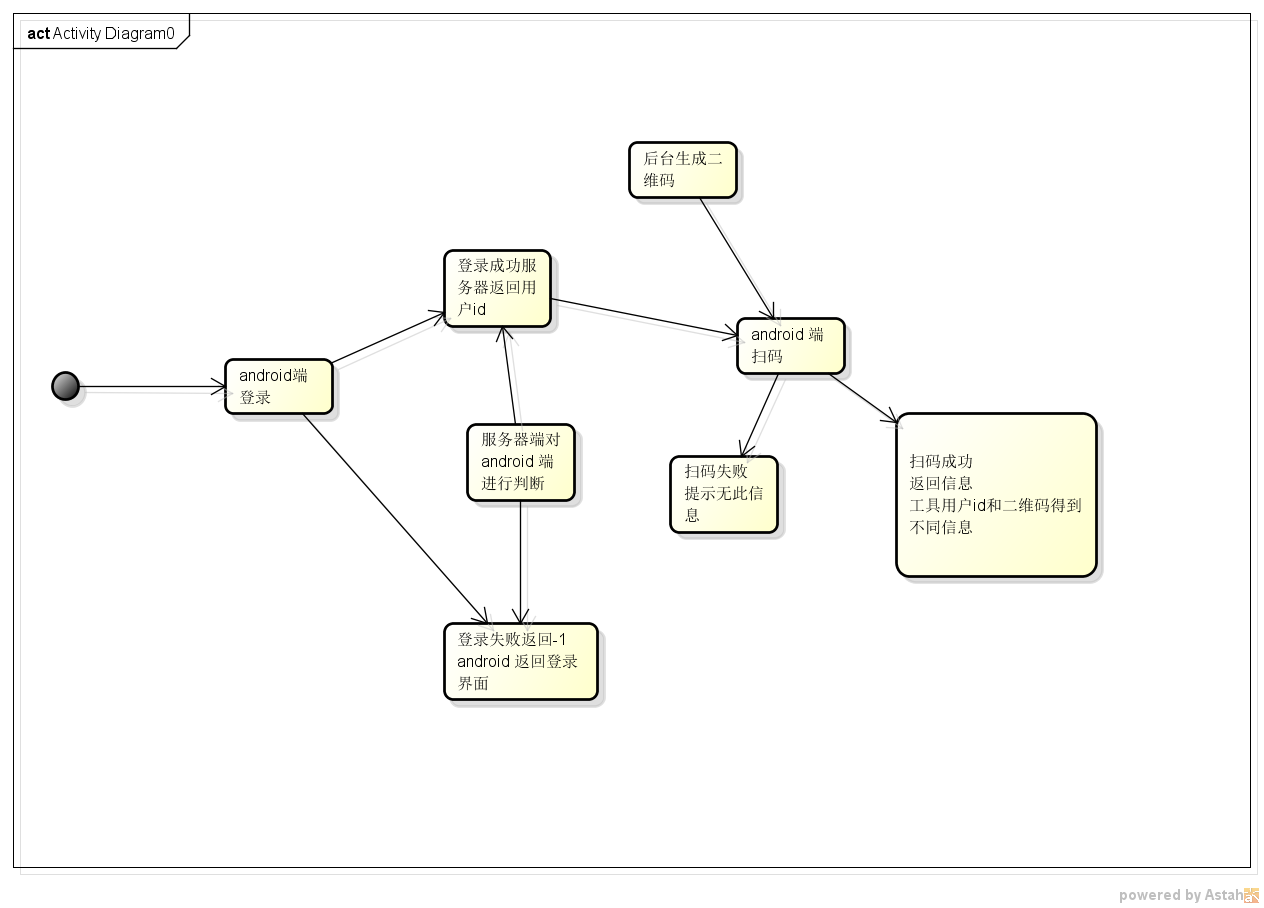 act Activity Diagram0
后台生成二
维码
登录成功服
务器返回用
户id
android 端
扫码
android端
登录
服务器端对
android 端
进行判断
扫码失败
提示无此信
息
扫码成功
返回信息
工具用户id和二维码得到
不同信息
登录失败返回-1
android 返回登录
界面
powered by Astah